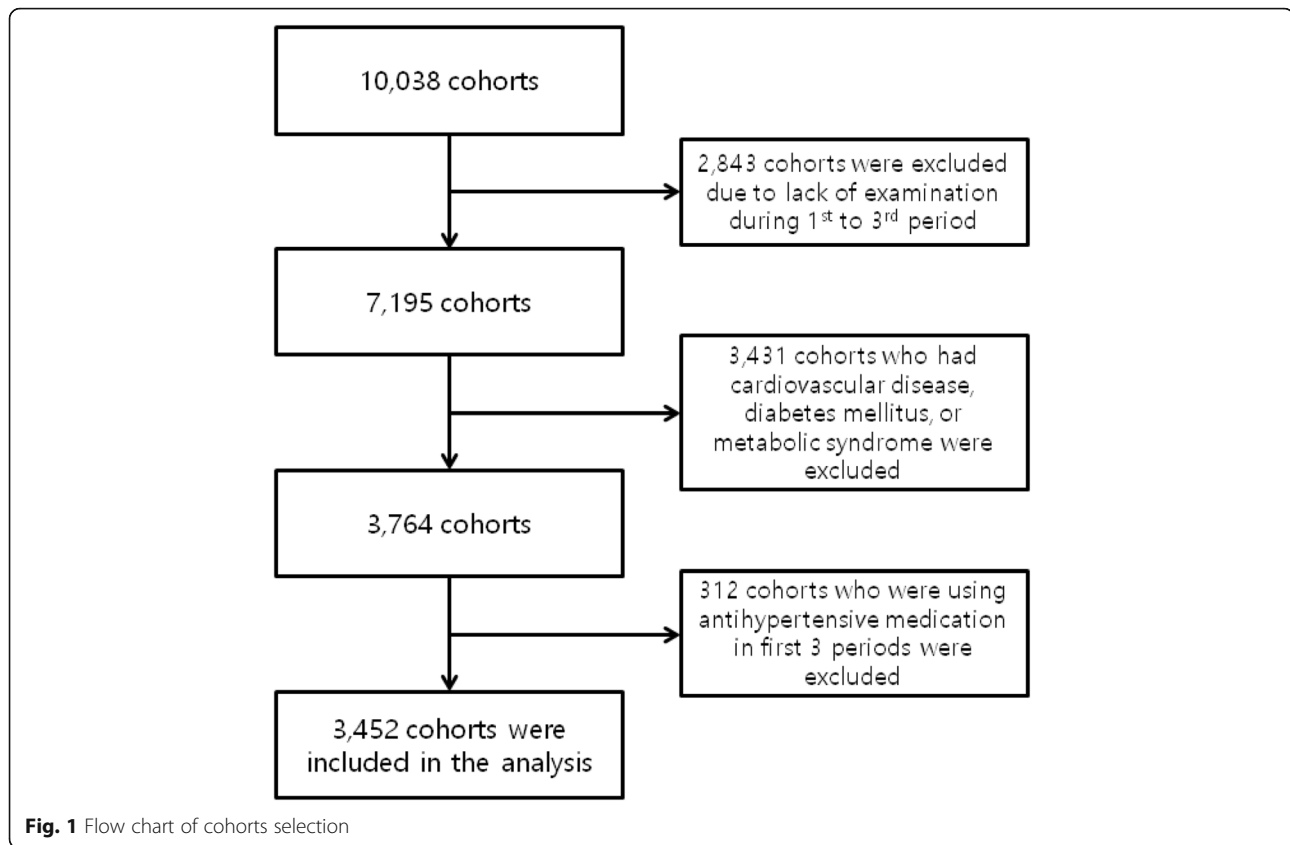 10,038 cohorts
2,843 cohorts were excluded
due to lack of examination
during 1st to 3rd period
7,195 cohorts
3,431 cohorts who had
cardiovascular disease,
diabetes mellitus, or
metabolic syndrome were
excluded
3,764 cohorts
312 cohorts who were using
antihypertensive medication
in first 3 periods were
excluded
3,452 cohorts were
included in the analysis
Fig. 1 Flow chart of cohorts selection